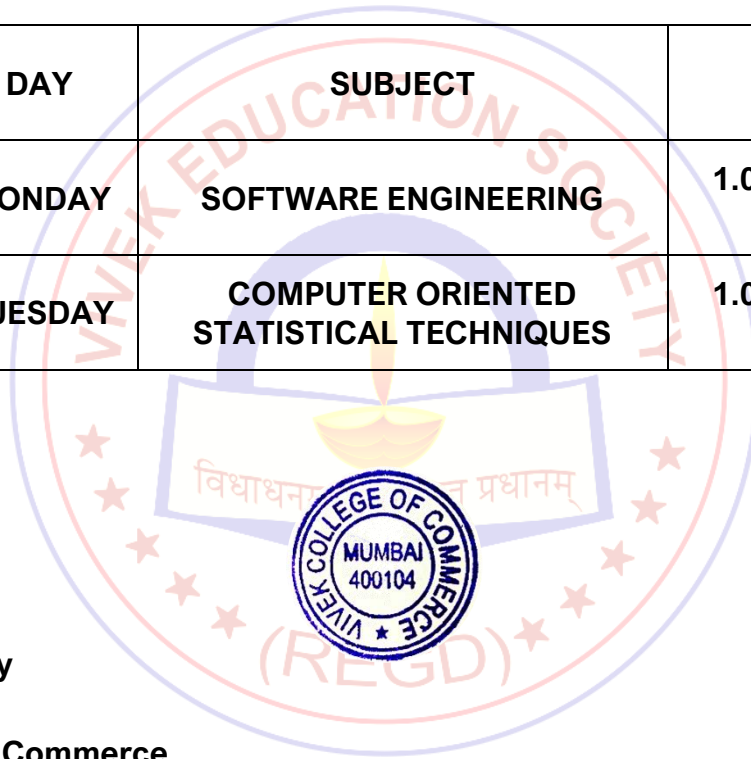 DAY SUBJECT
ONDAY SOFTWARE ENGINEERING 1.0
UESDAY COMPUTER ORIENTED 1.0
STATISTICAL TECHNIQUES
VIVEK EDUCATION SOCIETY
प्रधानम्
VIVEK COLLEGE OF COMMERCE
MUMBAI
400104
(REGD)
y
Commerce